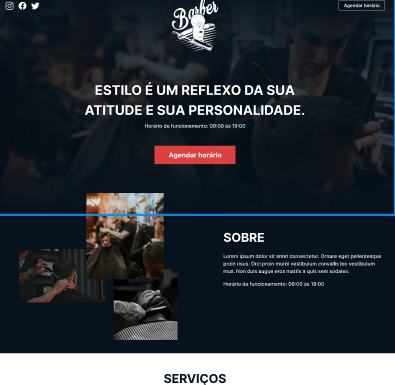 Barber
Agendar horário
ESTILO É UM REFLEXO DA SUA
ATITUDE E SUA PERSONALIDADE.
Horário de funcionamento: 09:00 às 19:00
Agendar horário
SOBRE
Lorem ipsum dolor sit amet consectetur. Ornare eget pellentesque
proin risus. Orci proin morbi vestibulum convallis leo vestibulum
mus. Non duis augue eros mattis a quis sem sodales.
Horário de funcionamento: 09:00 às 19:00
SERVIÇOS